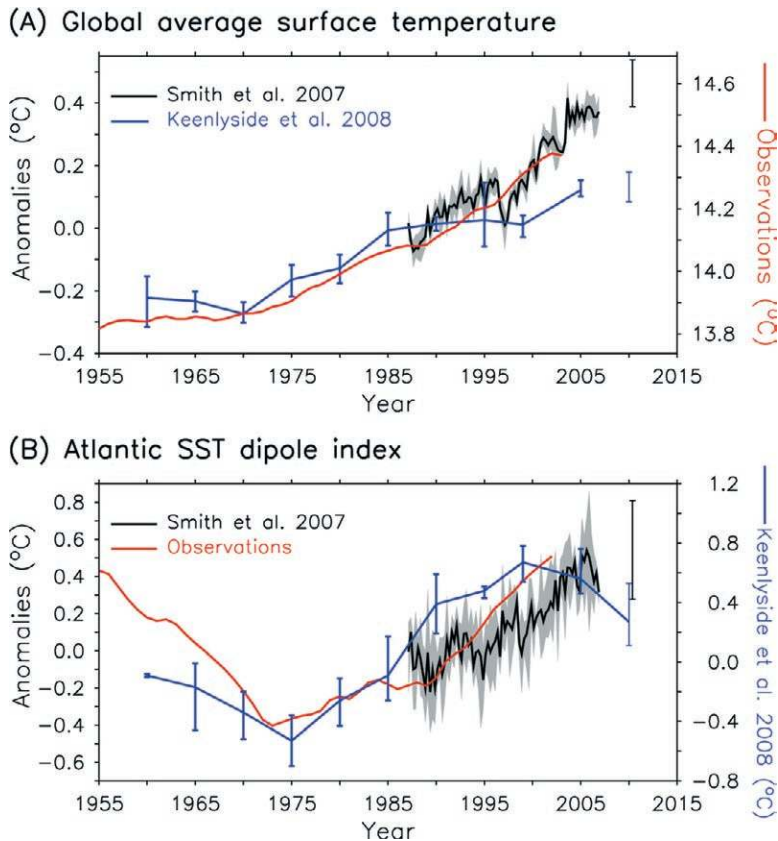 (A) Global average surface temperature
Smith et al. 2007
Keenlyside et al. 2008
Anomalies (°C)
0.4
0.2
0.0
−0.2
−0.4
14.6
14.4
14.2
14.0
13.8
Observations (°C)
1955 1965 1975 1985 1995 2005 2015
Year
(B) Atlantic SST dipole index
Smith et al. 2007
Observations
Anomalies (°C)
0.8
0.6
0.4
0.2
0.0
−0.2
−0.4
−0.6
1.2
0.8
0.4
0.0
−0.4
−0.8
Keenlyside et al. 2008 (°C)
1955 1965 1975 1985 1995 2005 2015
Year